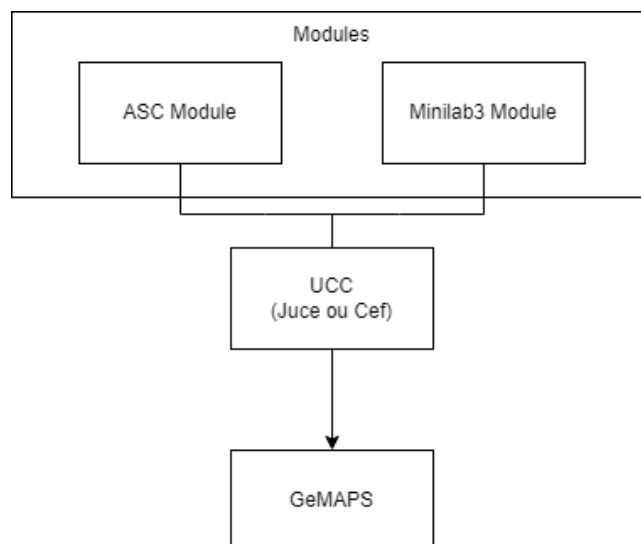 Modules
ASC Module
Minilab3 Module
UCC
(Juce ou Cef)
GeMAPS